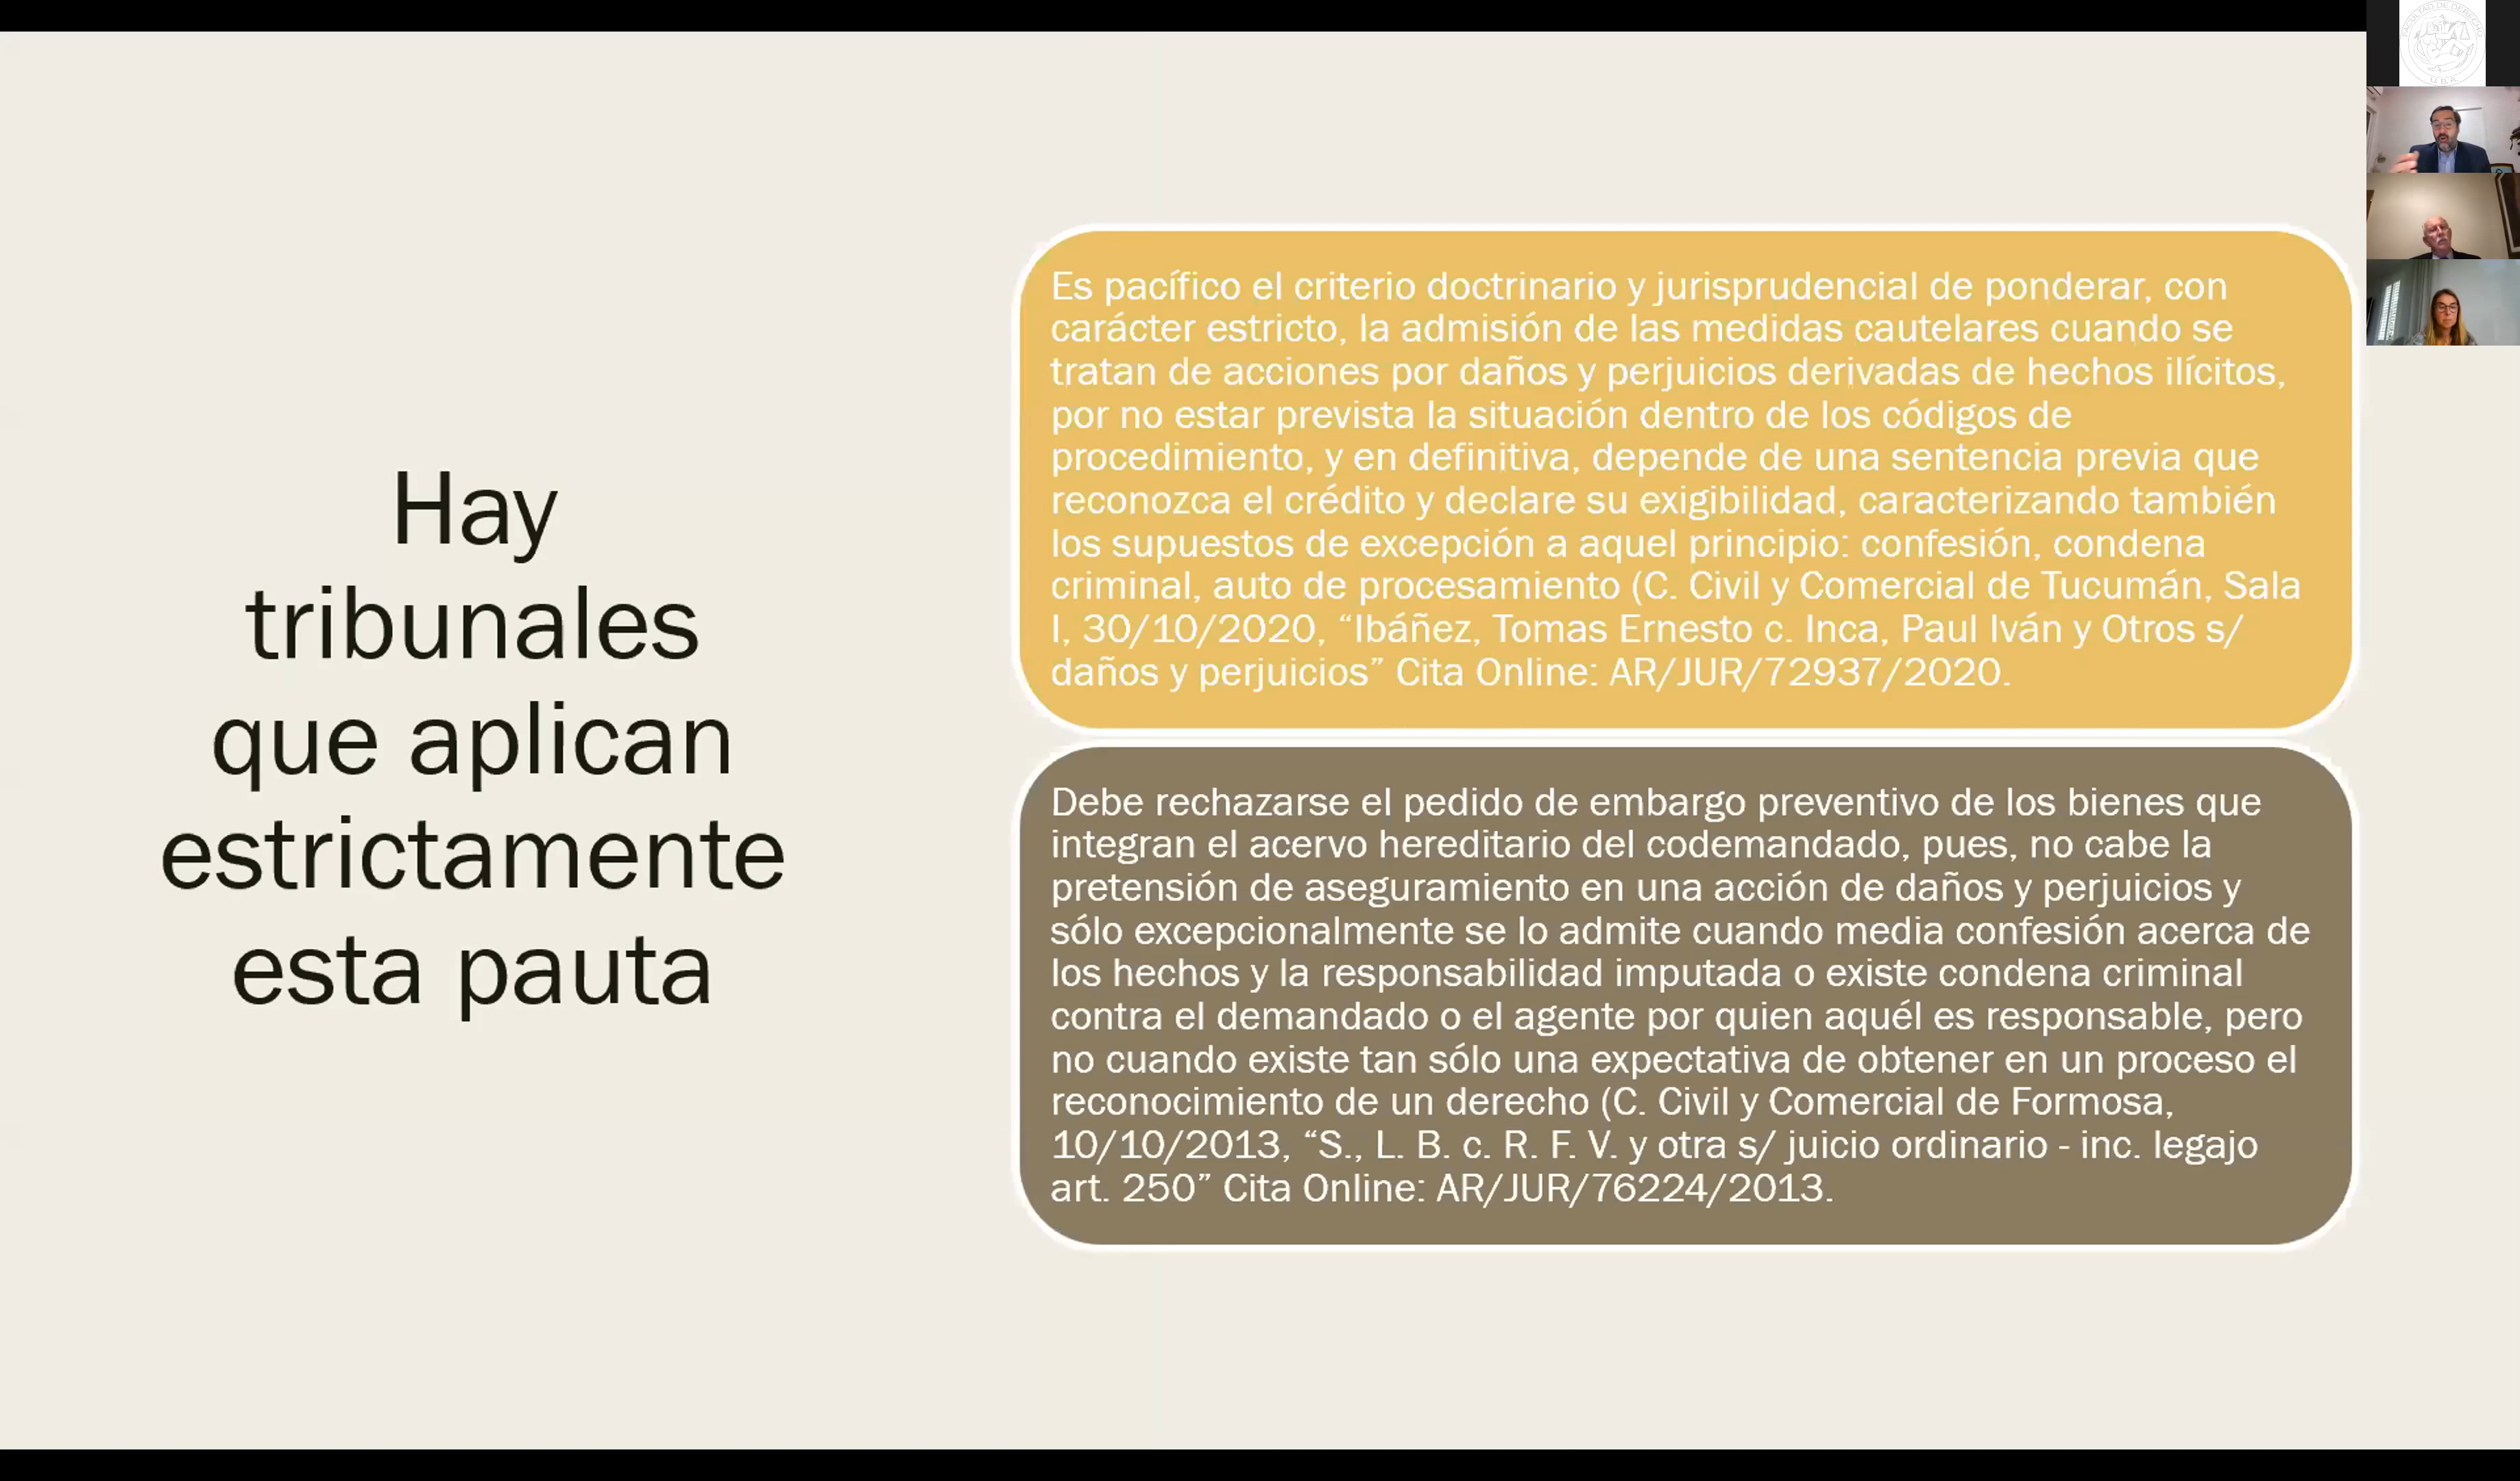 Hay
tribunales
que aplican
estrictamente
esta pauta
Es pacífico el criterio doctrinario y jurisprudencial de ponderar, con
carácter estricto, la admisión de las medidas cautelares cuando se
tratan de acciones por daños y perjuicios derivadas de hechos ilícitos,
por no estar prevista la situación dentro de los códigos de
procedimiento, y en definitiva, depende de una sentencia previa que
reconozca el crédito y declare su exigibilidad, caracterizando también
los supuestos de excepción a aquel principio: confesión, condena
criminal, auto de procesamiento (C. Civil y Comercial de Tucumán, Sala
I, 30/10/2020, “Ibáñez, Tomas Ernesto c. Inca, Paul Iván y Otros s/
daños y perjuicios” Cita Online: AR/JUR/72937/2020.
Debe rechazarse el pedido de embargo preventivo de los bienes que
integran el acervo hereditario del codemandado, pues, no cabe la
pretensión de aseguramiento en una acción de daños y perjuicios y
sólo excepcionalmente se lo admite cuando media confesión acerca de
los hechos y la responsabilidad imputada o existe condena criminal
contra el demandado o el agente por quien aquél es responsable, pero
no cuando existe tan sólo una expectativa de obtener en un proceso el
reconocimiento de un derecho (C. Civil y Comercial de Formosa,
10/10/2013, “S., L. B. c. R. F. V. y otra s/ juicio ordinario - inc. legajo
art. 250” Cita Online: AR/JUR/76224/2013.
FACULTAD DE DERECHO
U.B.A.